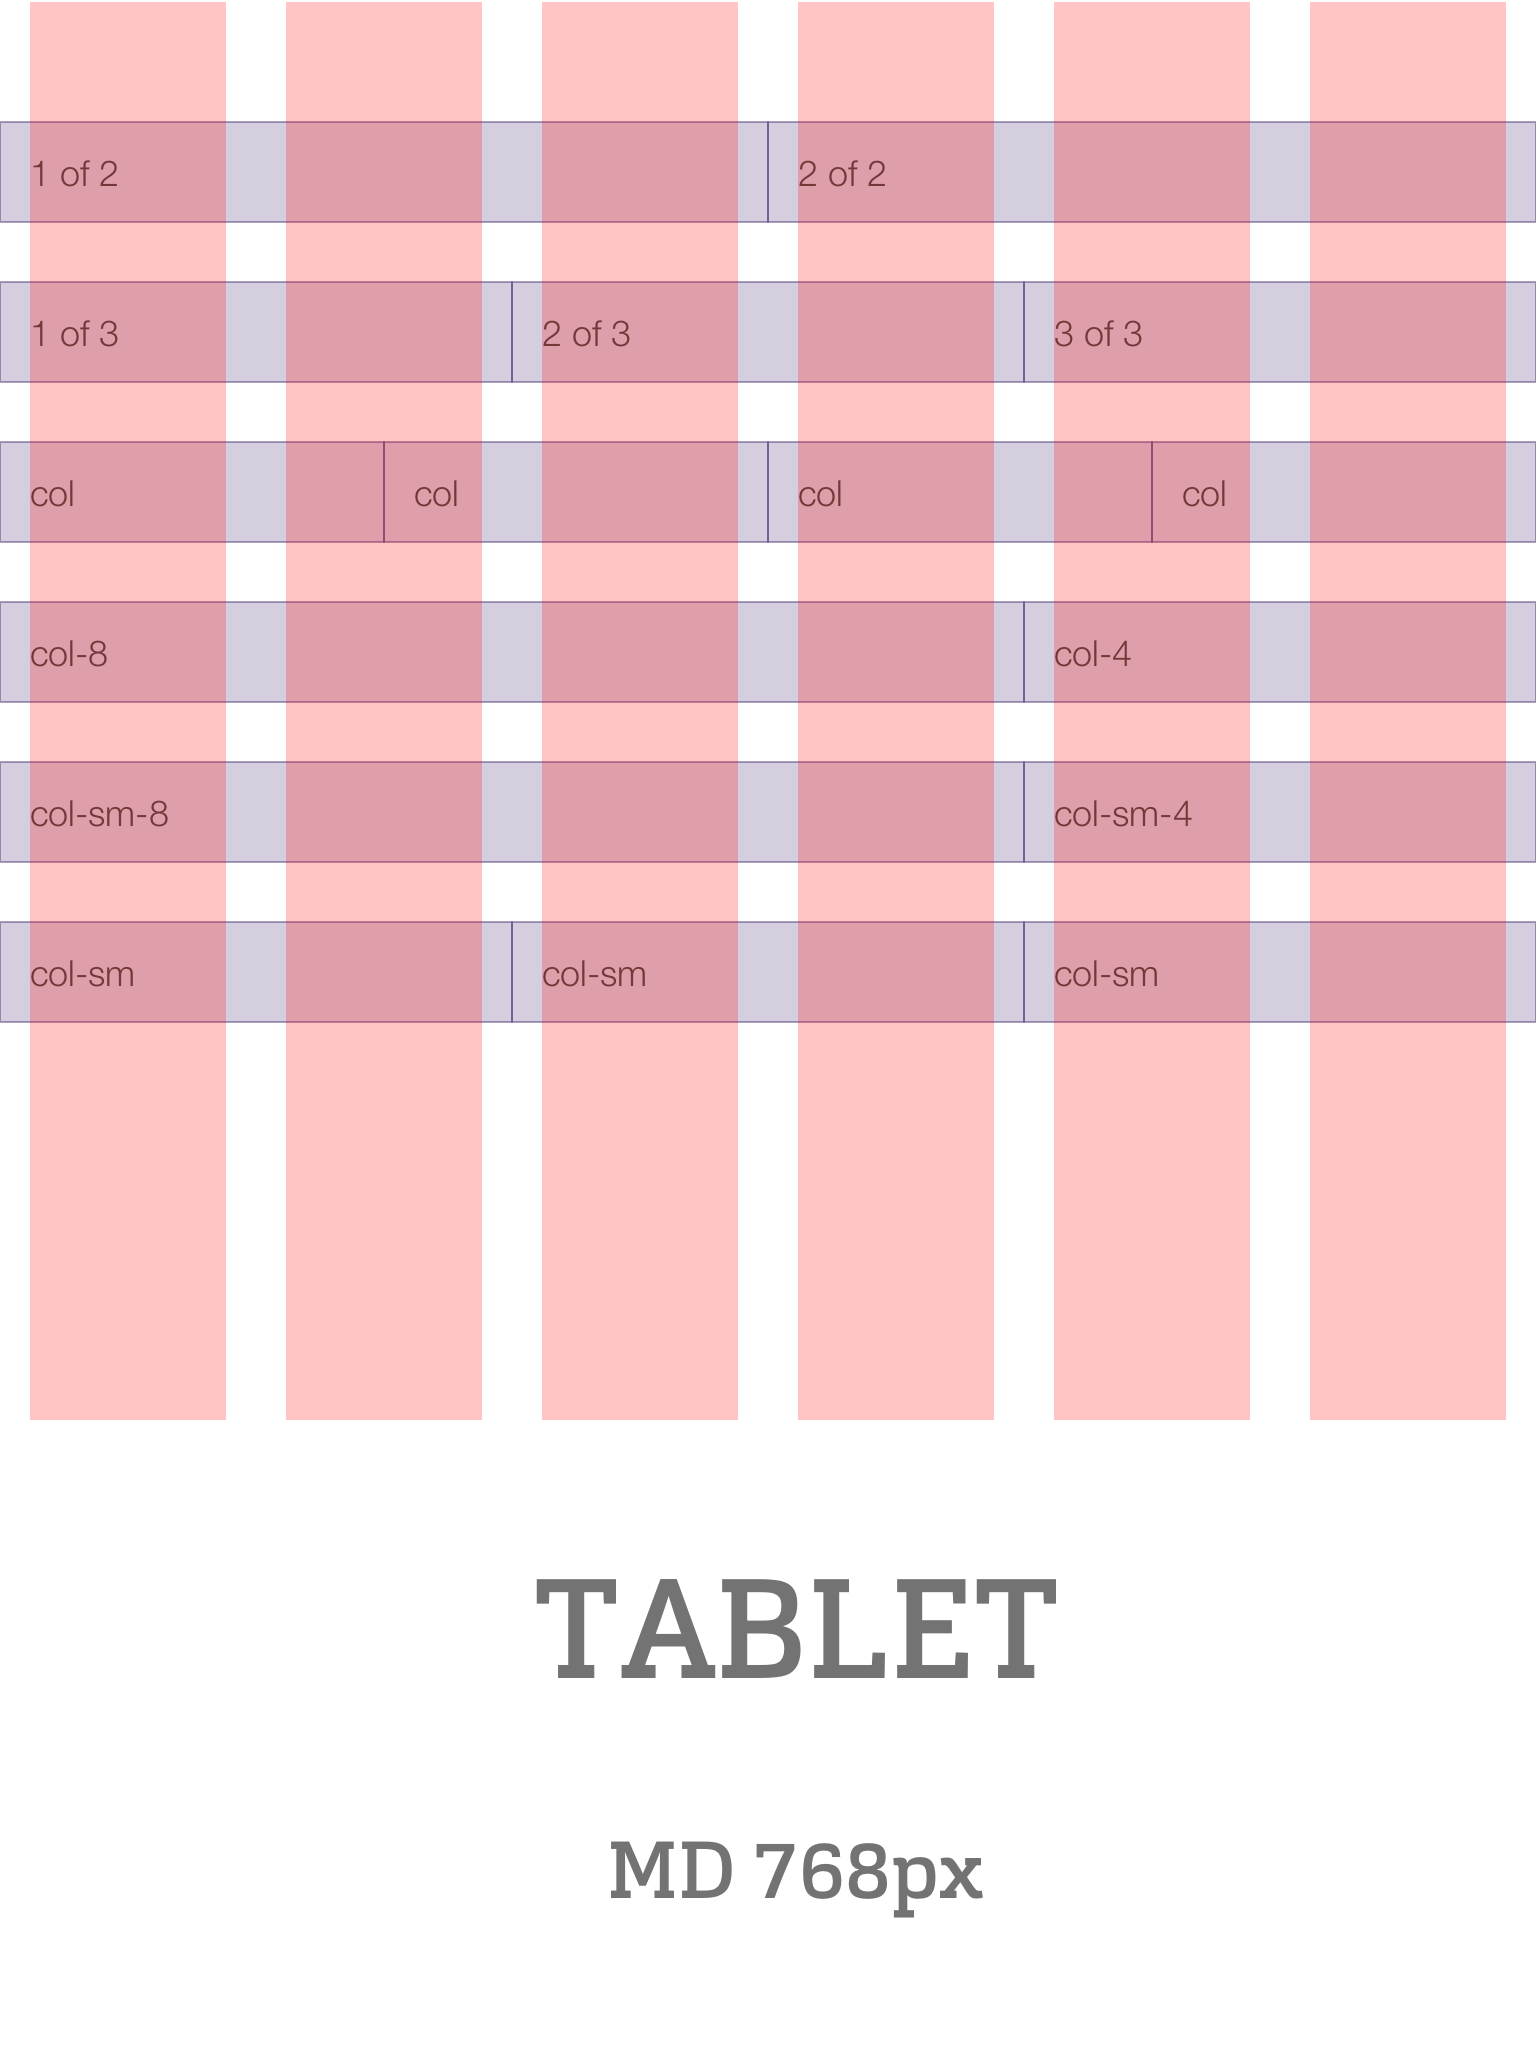 1 of 2 2 of 2
1 of 3 2 of 3 3 of 3
col col col col
col-8 col-4
col-sm-8 col-sm-4
col-sm col-sm col-sm
TABLET
MD 768px